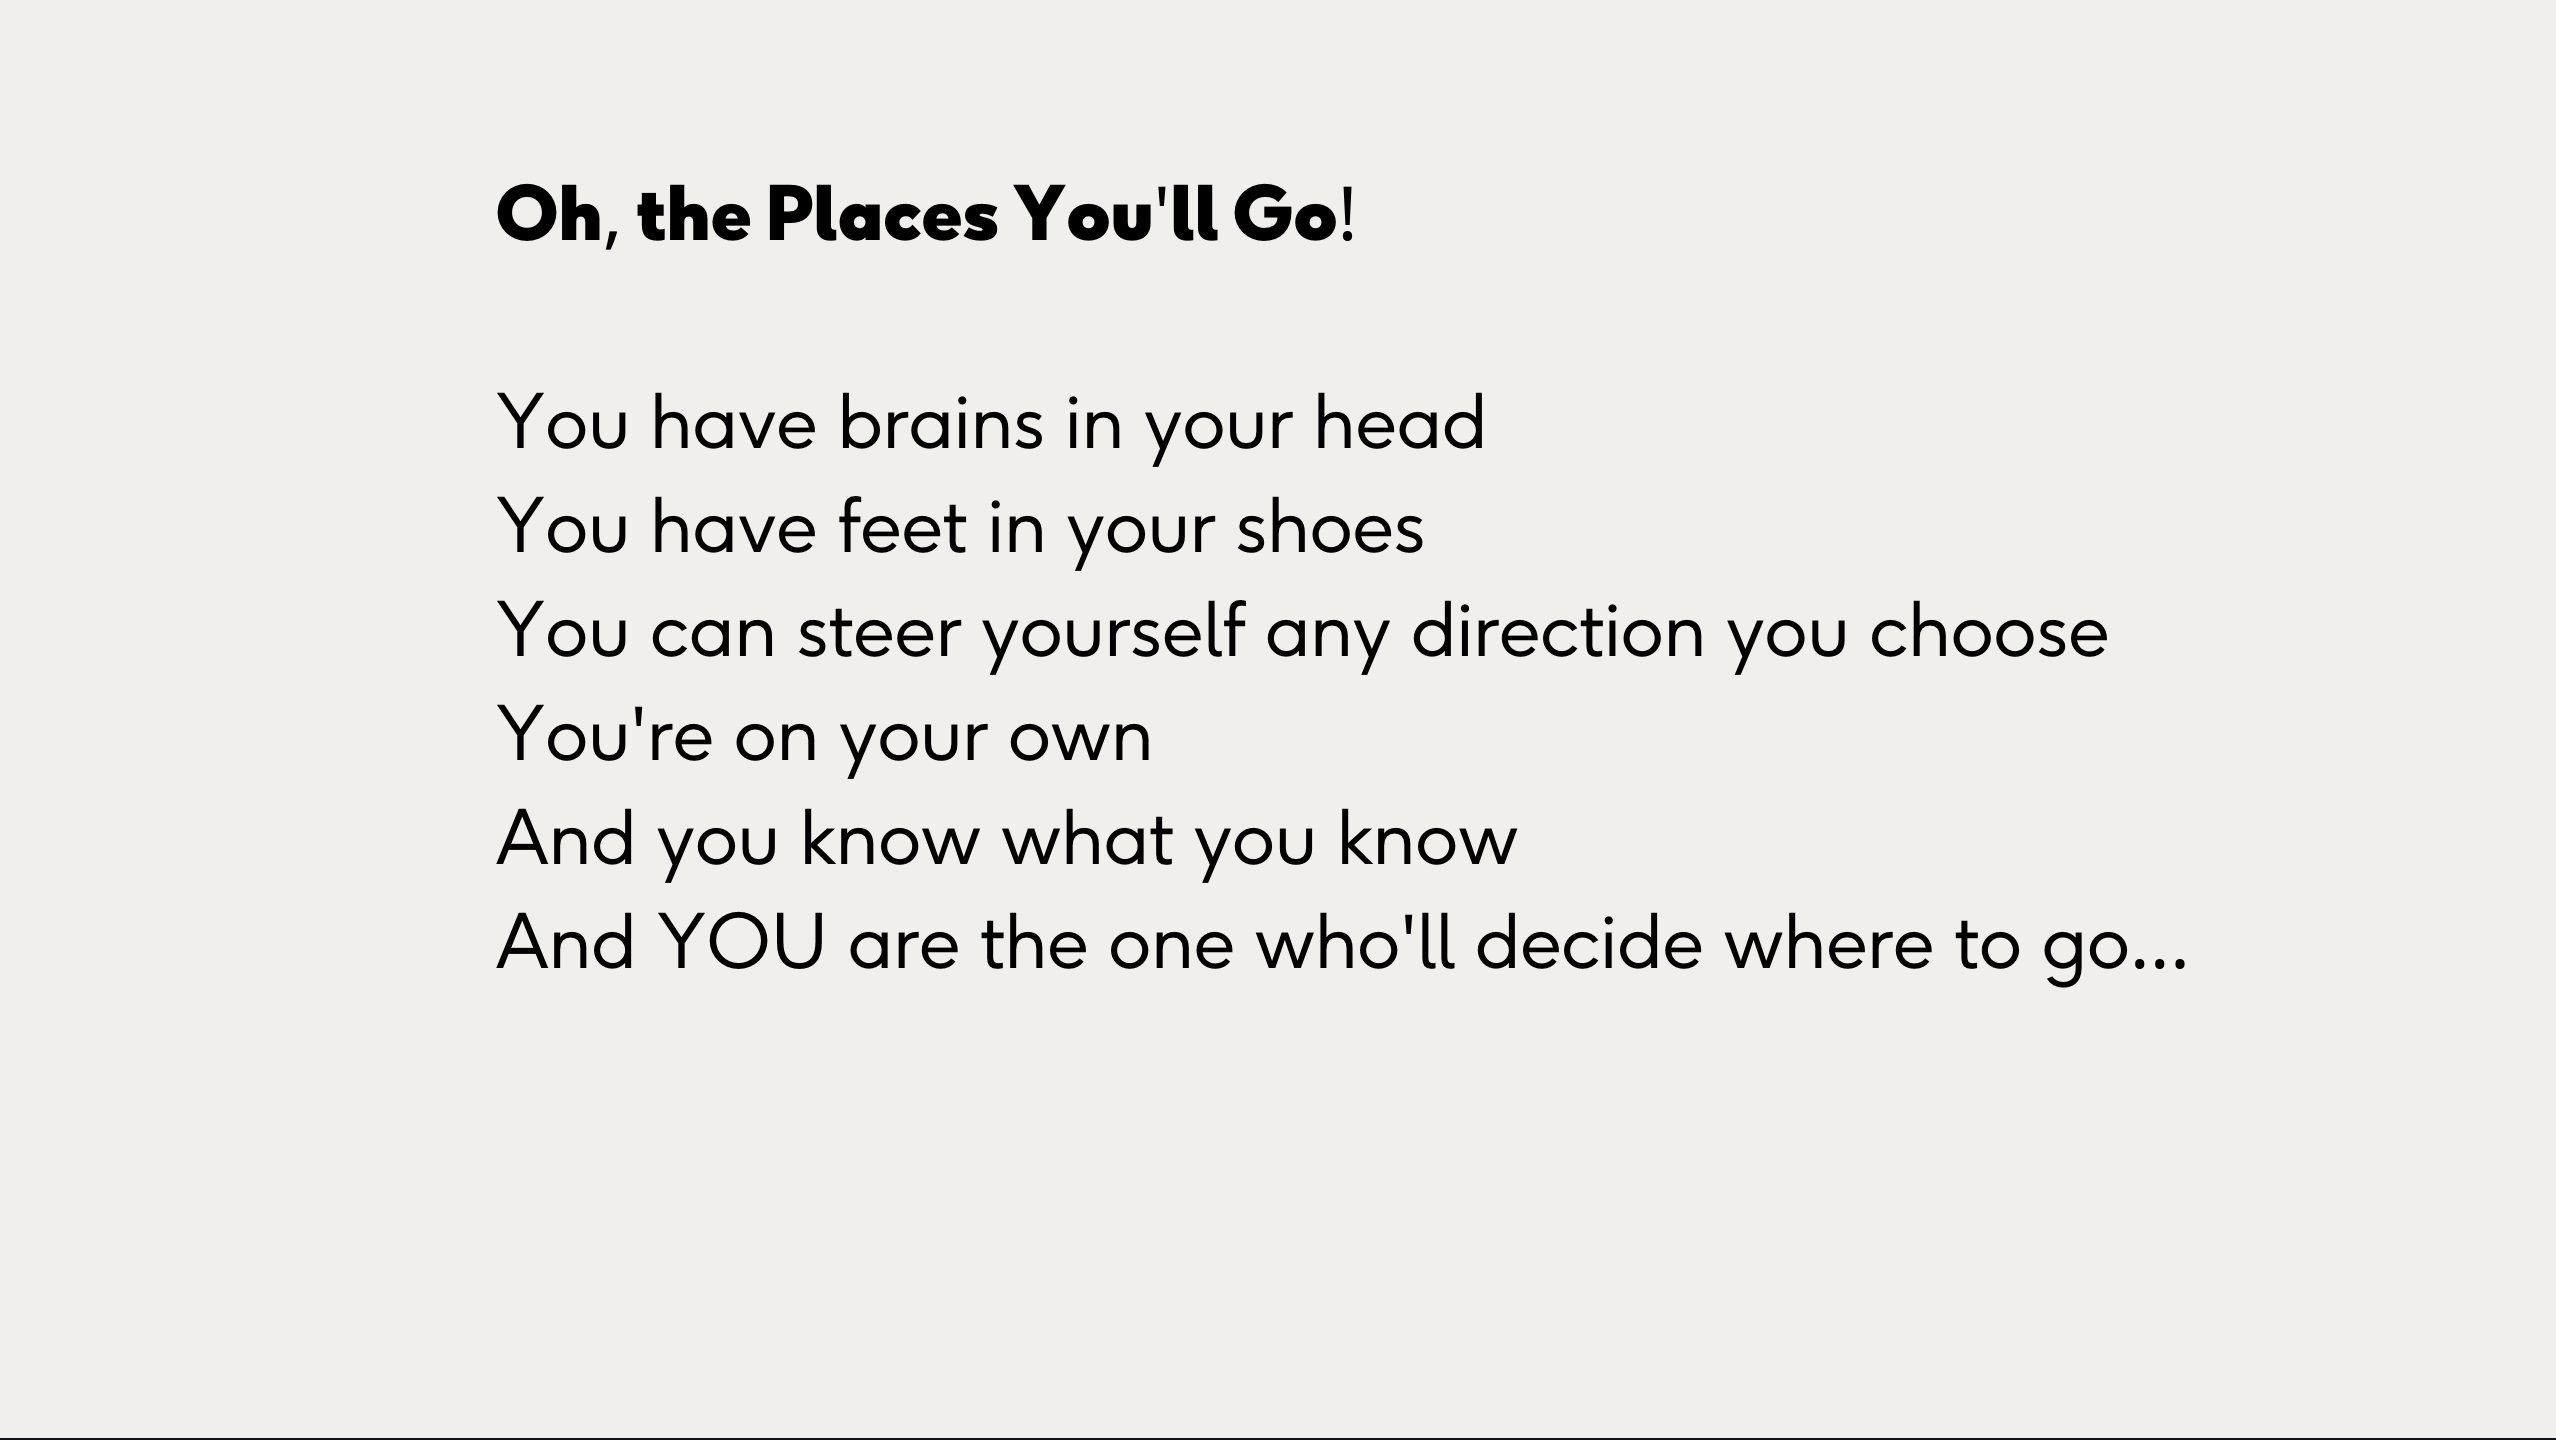 Oh, the Places You'll Go!
You have brains in your head
You have feet in your shoes
You can steer yourself any direction you choose
You're on your own
And you know what you know
And YOU are the one who'll decide where to go...